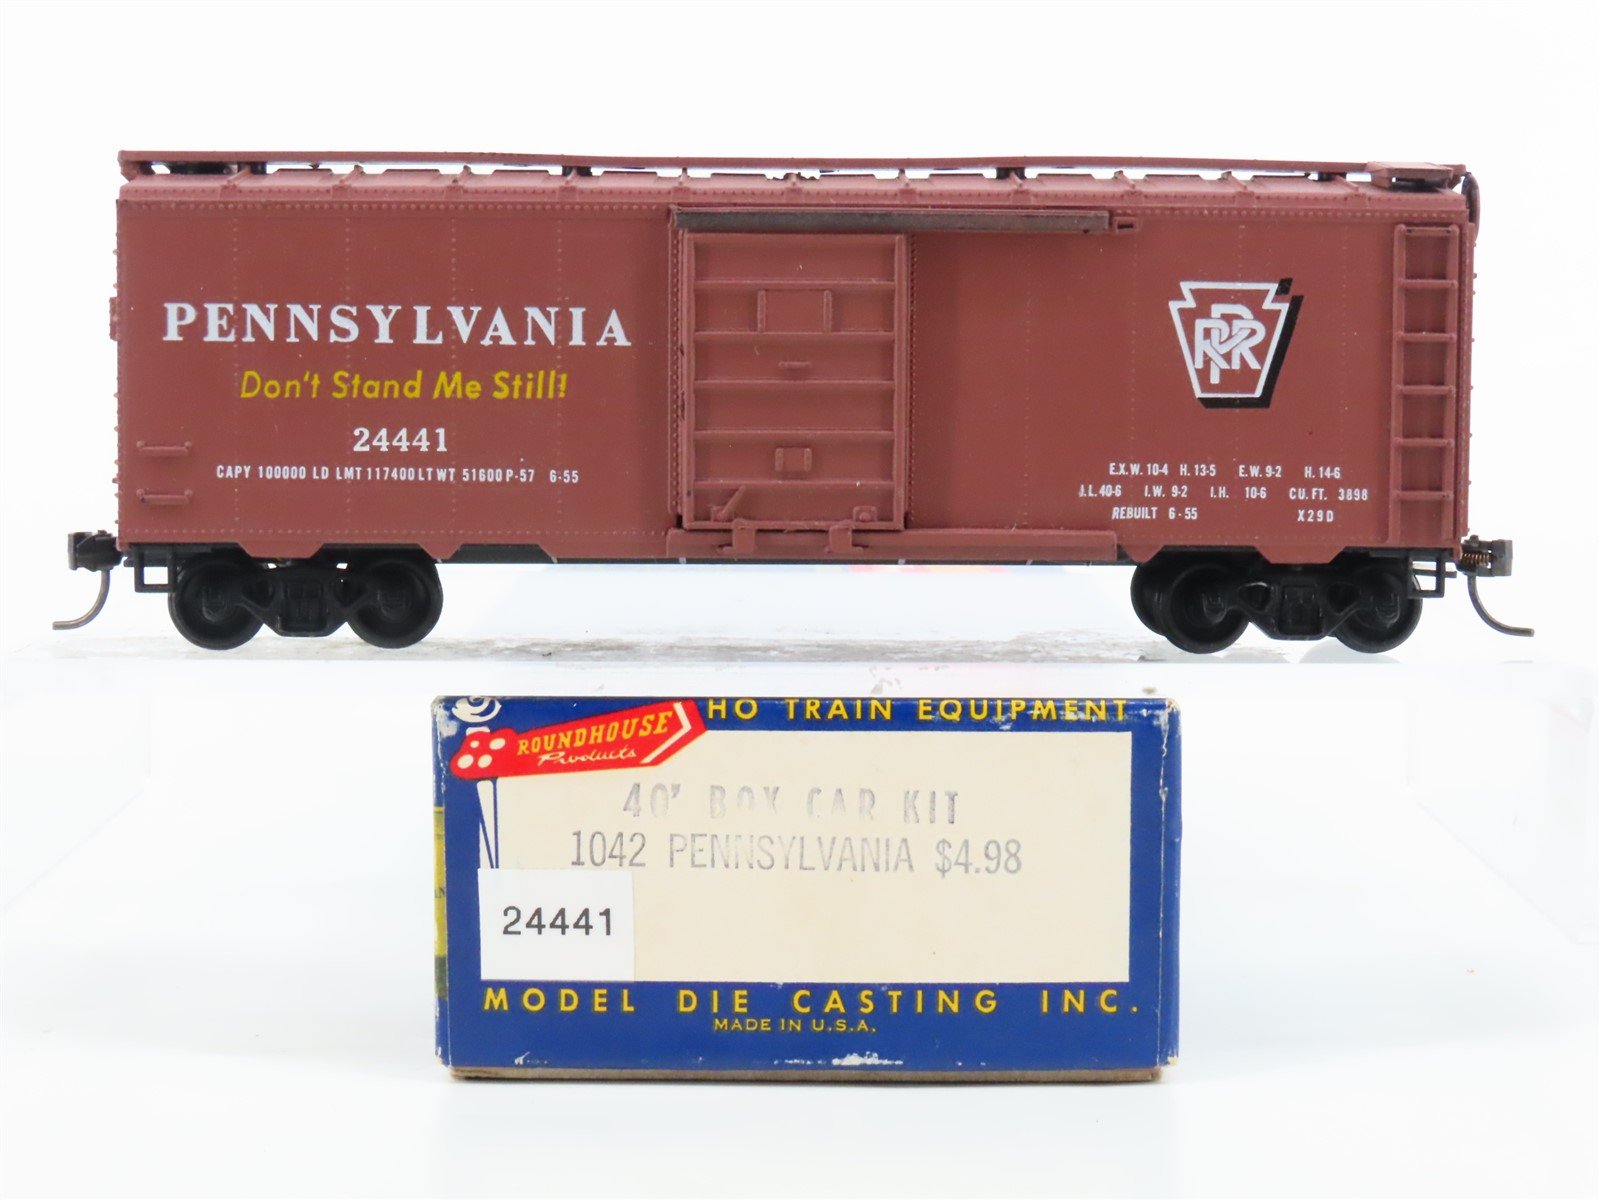 PENNSYLVANIA
Don't Stand Me Still!
24441
CAPY 100000 LD LMT 117400 LT WT 51600 P-57 6-55
PRR
E.X.W. 10-4 H. 13-5 E.W. 9-2 H. 14-6
I.L. 40-6 I.W. 9-2 I.H. 10-6 CU. FT. 3898
REBUILT 6-55 X29D
HO TRAIN EQUIPMENT
ROUNDHOUSE
Products
40' BOX CAR KIT
1042 PENNSYLVANIA $4.98
24441
MODEL DIE CASTING INC.
MADE IN U.S.A.